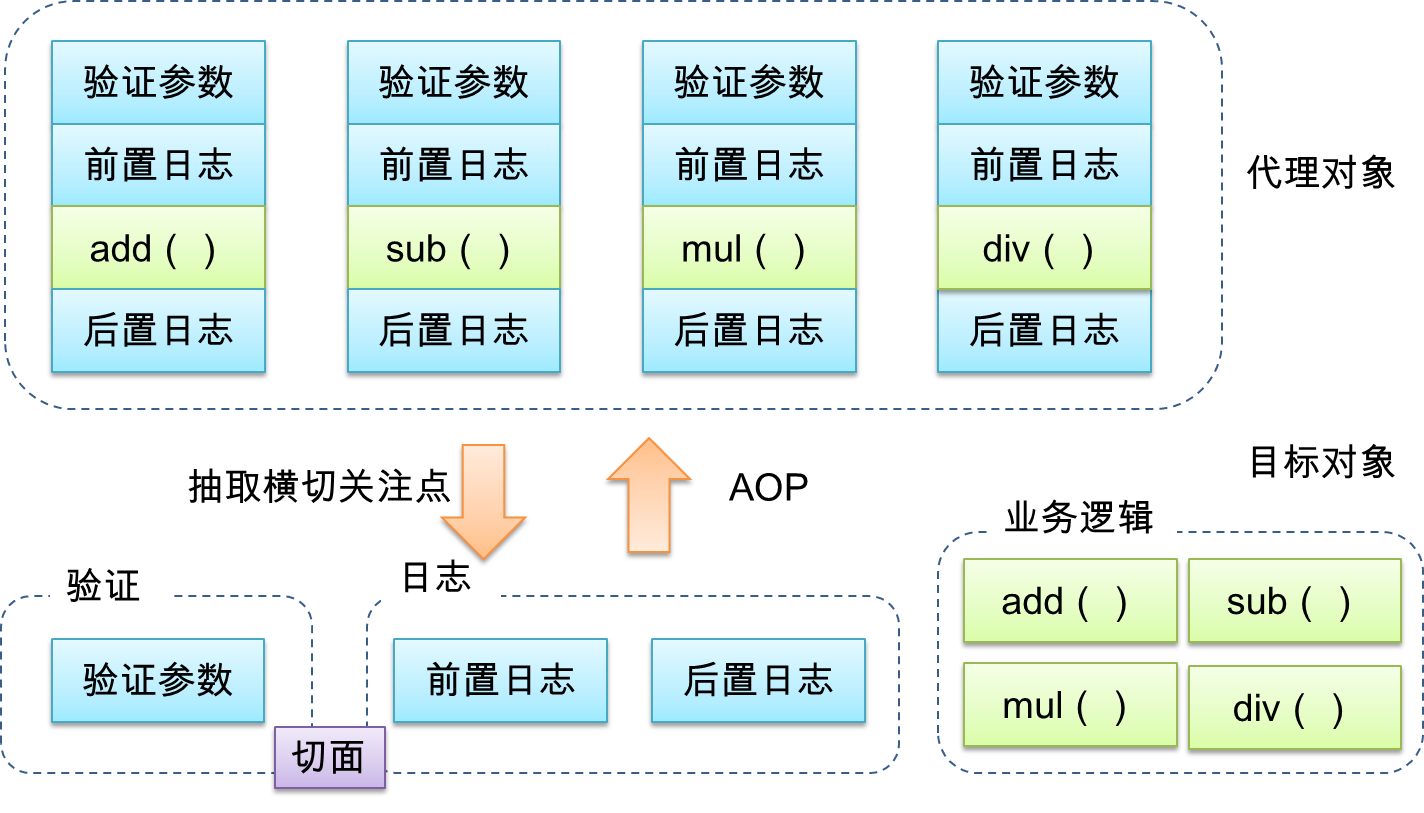 验证参数
验证参数
验证参数
验证参数
前置日志
前置日志
前置日志
前置日志
代理对象
add（ ）
sub（ ）
mul（ ）
div（ ）
后置日志
后置日志
后置日志
后置日志
抽取横切关注点
AOP
目标对象
业务逻辑
验证
日志
add（ ）
sub（ ）
验证参数
前置日志
后置日志
mul（ ）
div（ ）
切面